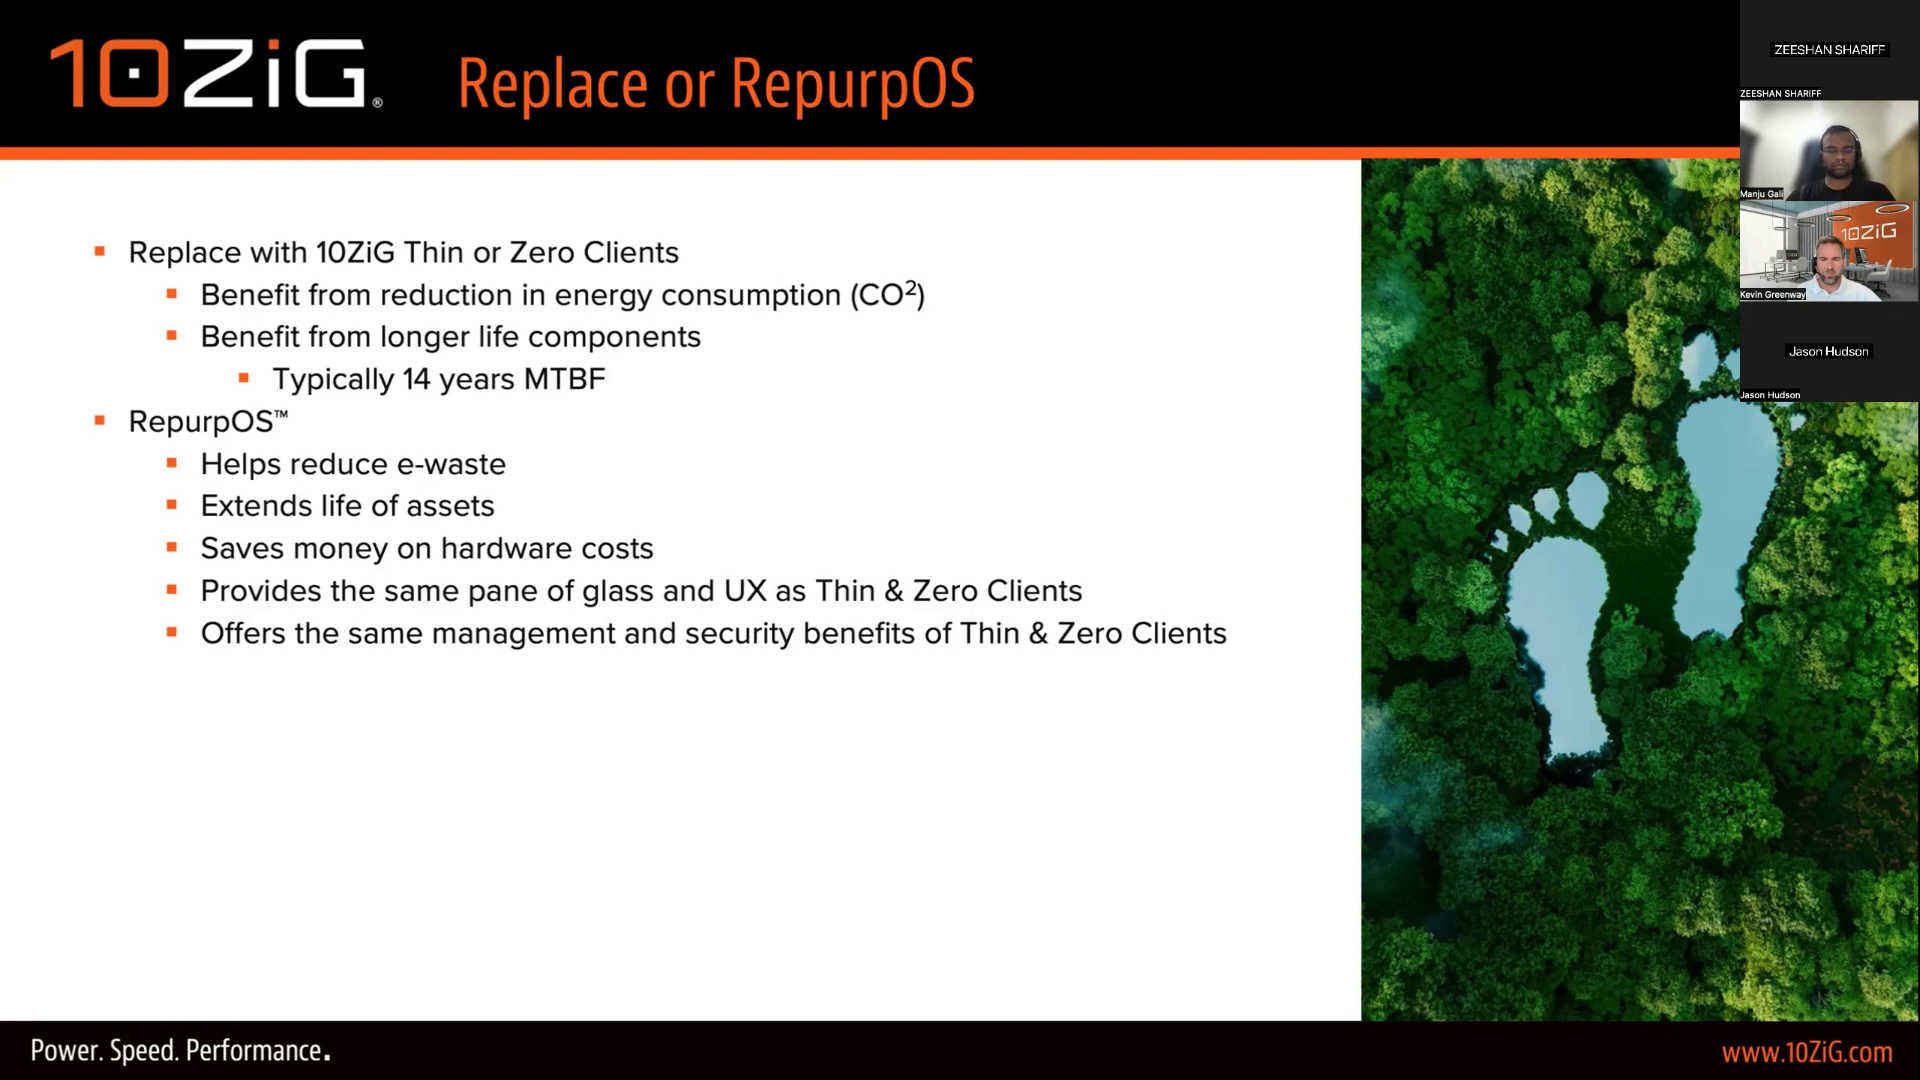 10ZiG®
Replace or RepurpOS
ZEESHAN SHARIFF
ZEESHAN SHARIFF
Manju Gali
10ZiG
Kevin Greenway
Jason Hudson
Jason Hudson
Replace with 10ZiG Thin or Zero Clients
Benefit from reduction in energy consumption (CO²)
Benefit from longer life components
Typically 14 years MTBF
RepurpOS™
Helps reduce e-waste
Extends life of assets
Saves money on hardware costs
Provides the same pane of glass and UX as Thin & Zero Clients
Offers the same management and security benefits of Thin & Zero Clients
Power. Speed. Performance.
www.10ZiG.com